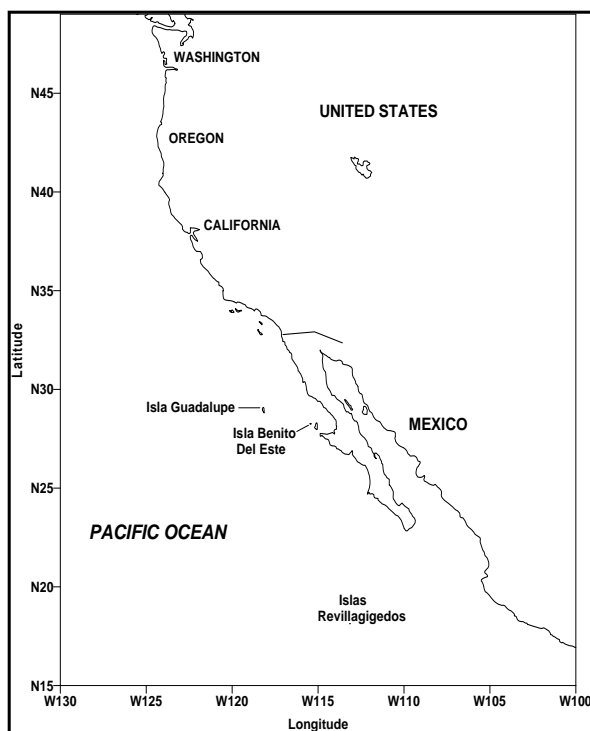 WASHINGTON
N45
UNITED STATES
OREGON
N40
CALIFORNIA
N35
Latitude
N30
Isla Guadalupe
MEXICO
Isla Benito
Del Este
N25
PACIFIC OCEAN
N20
Islas
Revillagigedos
N15
W130
W125
W120
W115
W110
W105
W100
Longitude